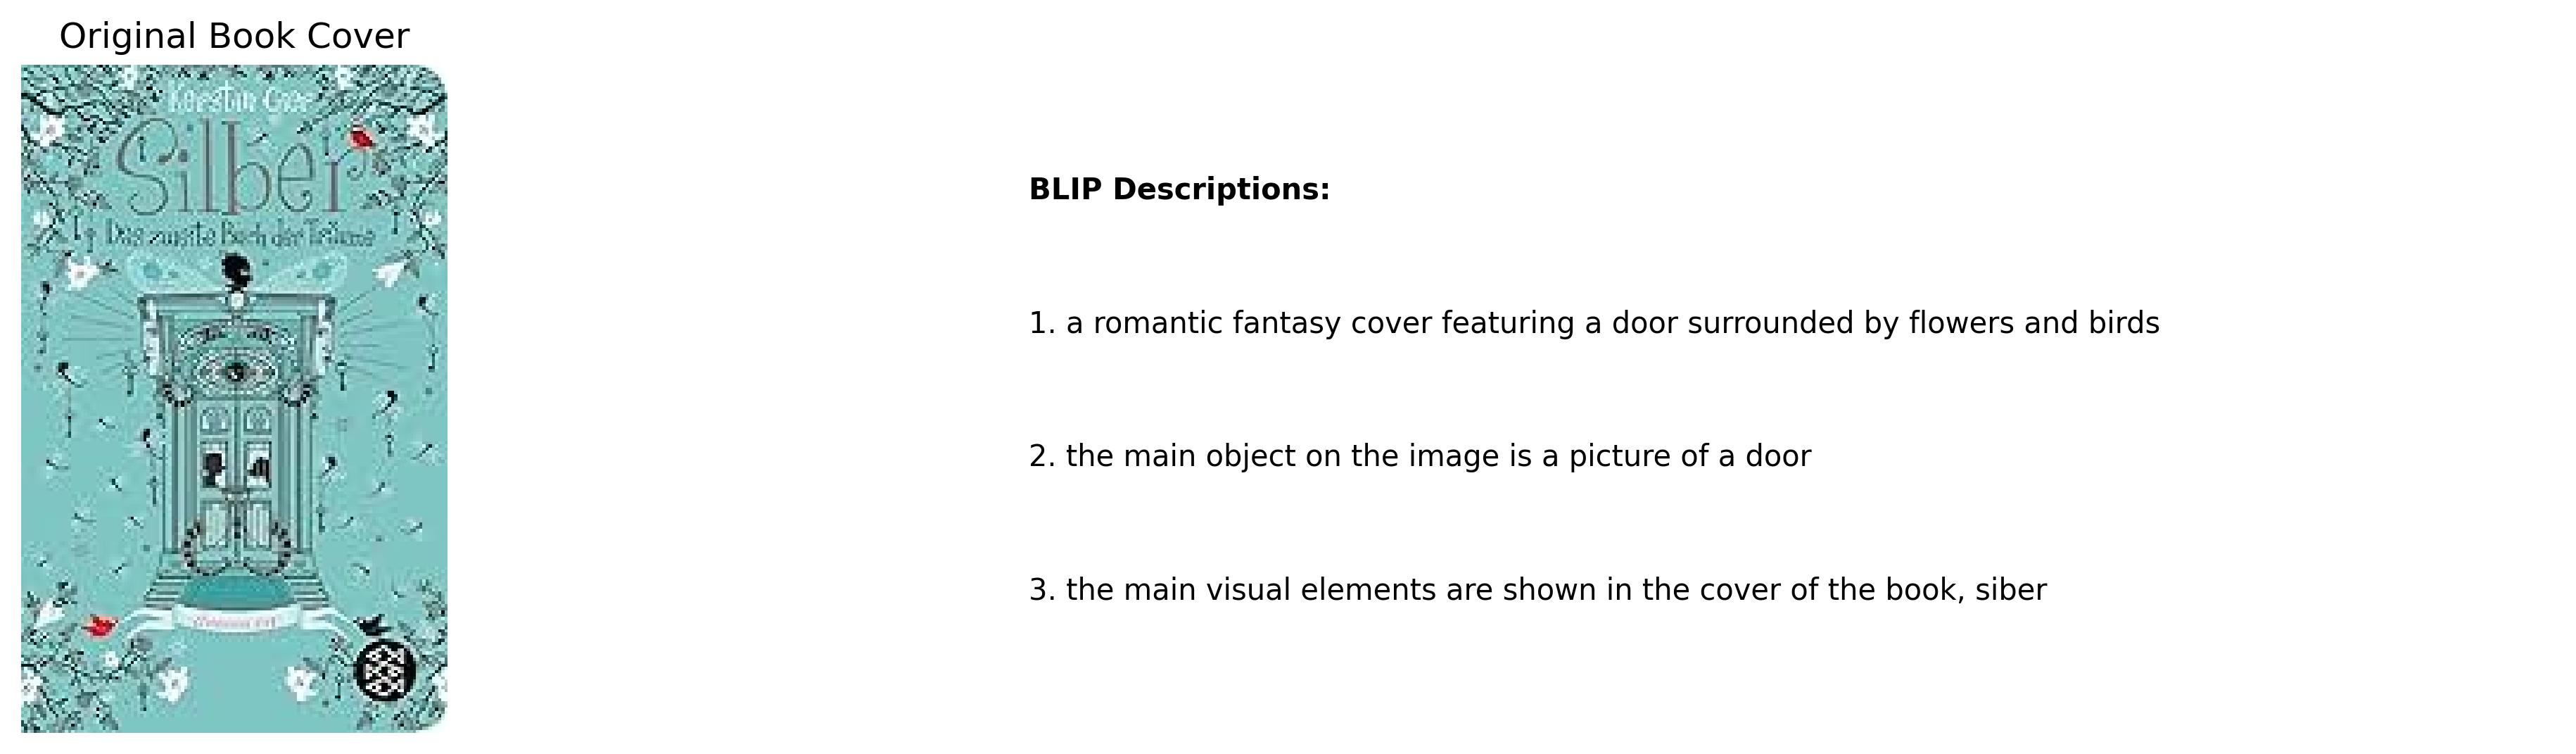 Original Book Cover
Kerstin Gier
Silber
Das zweite Buch der Träume
BLIP Descriptions:
1. a romantic fantasy cover featuring a door surrounded by flowers and birds
2. the main object on the image is a picture of a door
3. the main visual elements are shown in the cover of the book, siber